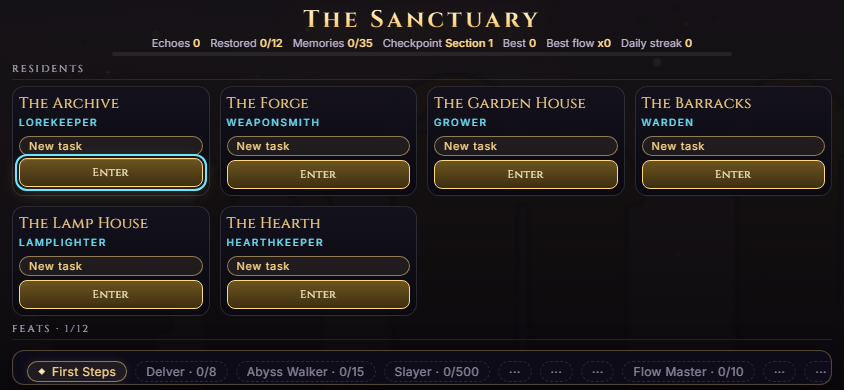 The Sanctuary
Echoes 0 Restored 0/12 Memories 0/35 Checkpoint Section 1 Best 0 Best flow x0 Daily streak 0
RESIDENTS
The Archive
LOREKEEPER
New task
Enter
The Forge
WEAPONSMITH
New task
Enter
The Garden House
GROWER
New task
Enter
The Barracks
WARDEN
New task
Enter
The Lamp House
LAMPLIGHTER
New task
Enter
The Hearth
HEARTHKEEPER
New task
Enter
FEATS · 1/12
◆ First Steps Delver · 0/8 Abyss Walker · 0/15 Slayer · 0/500 ... ... ... Flow Master · 0/10 ... ...